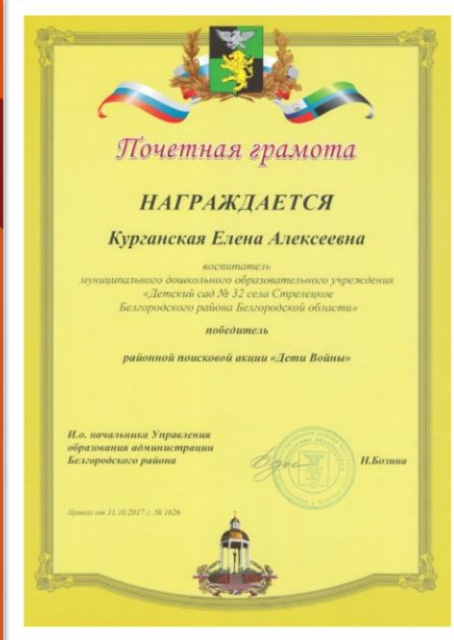 Почетная грамота
НАГРАЖДАЕТСЯ
Курганская Елена Алексеевна
воспитатель
муниципального дошкольного образовательного учреждения
«Детский сад № 32 села Стрелецкое
Белгородского района Белгородской области»
победитель
районной поисковой акции «Дети Войны»
И.о. начальника Управления
образования администрации
Белгородского района
Н.Бозина
Приказ от 31.10.2017 г. № 1626